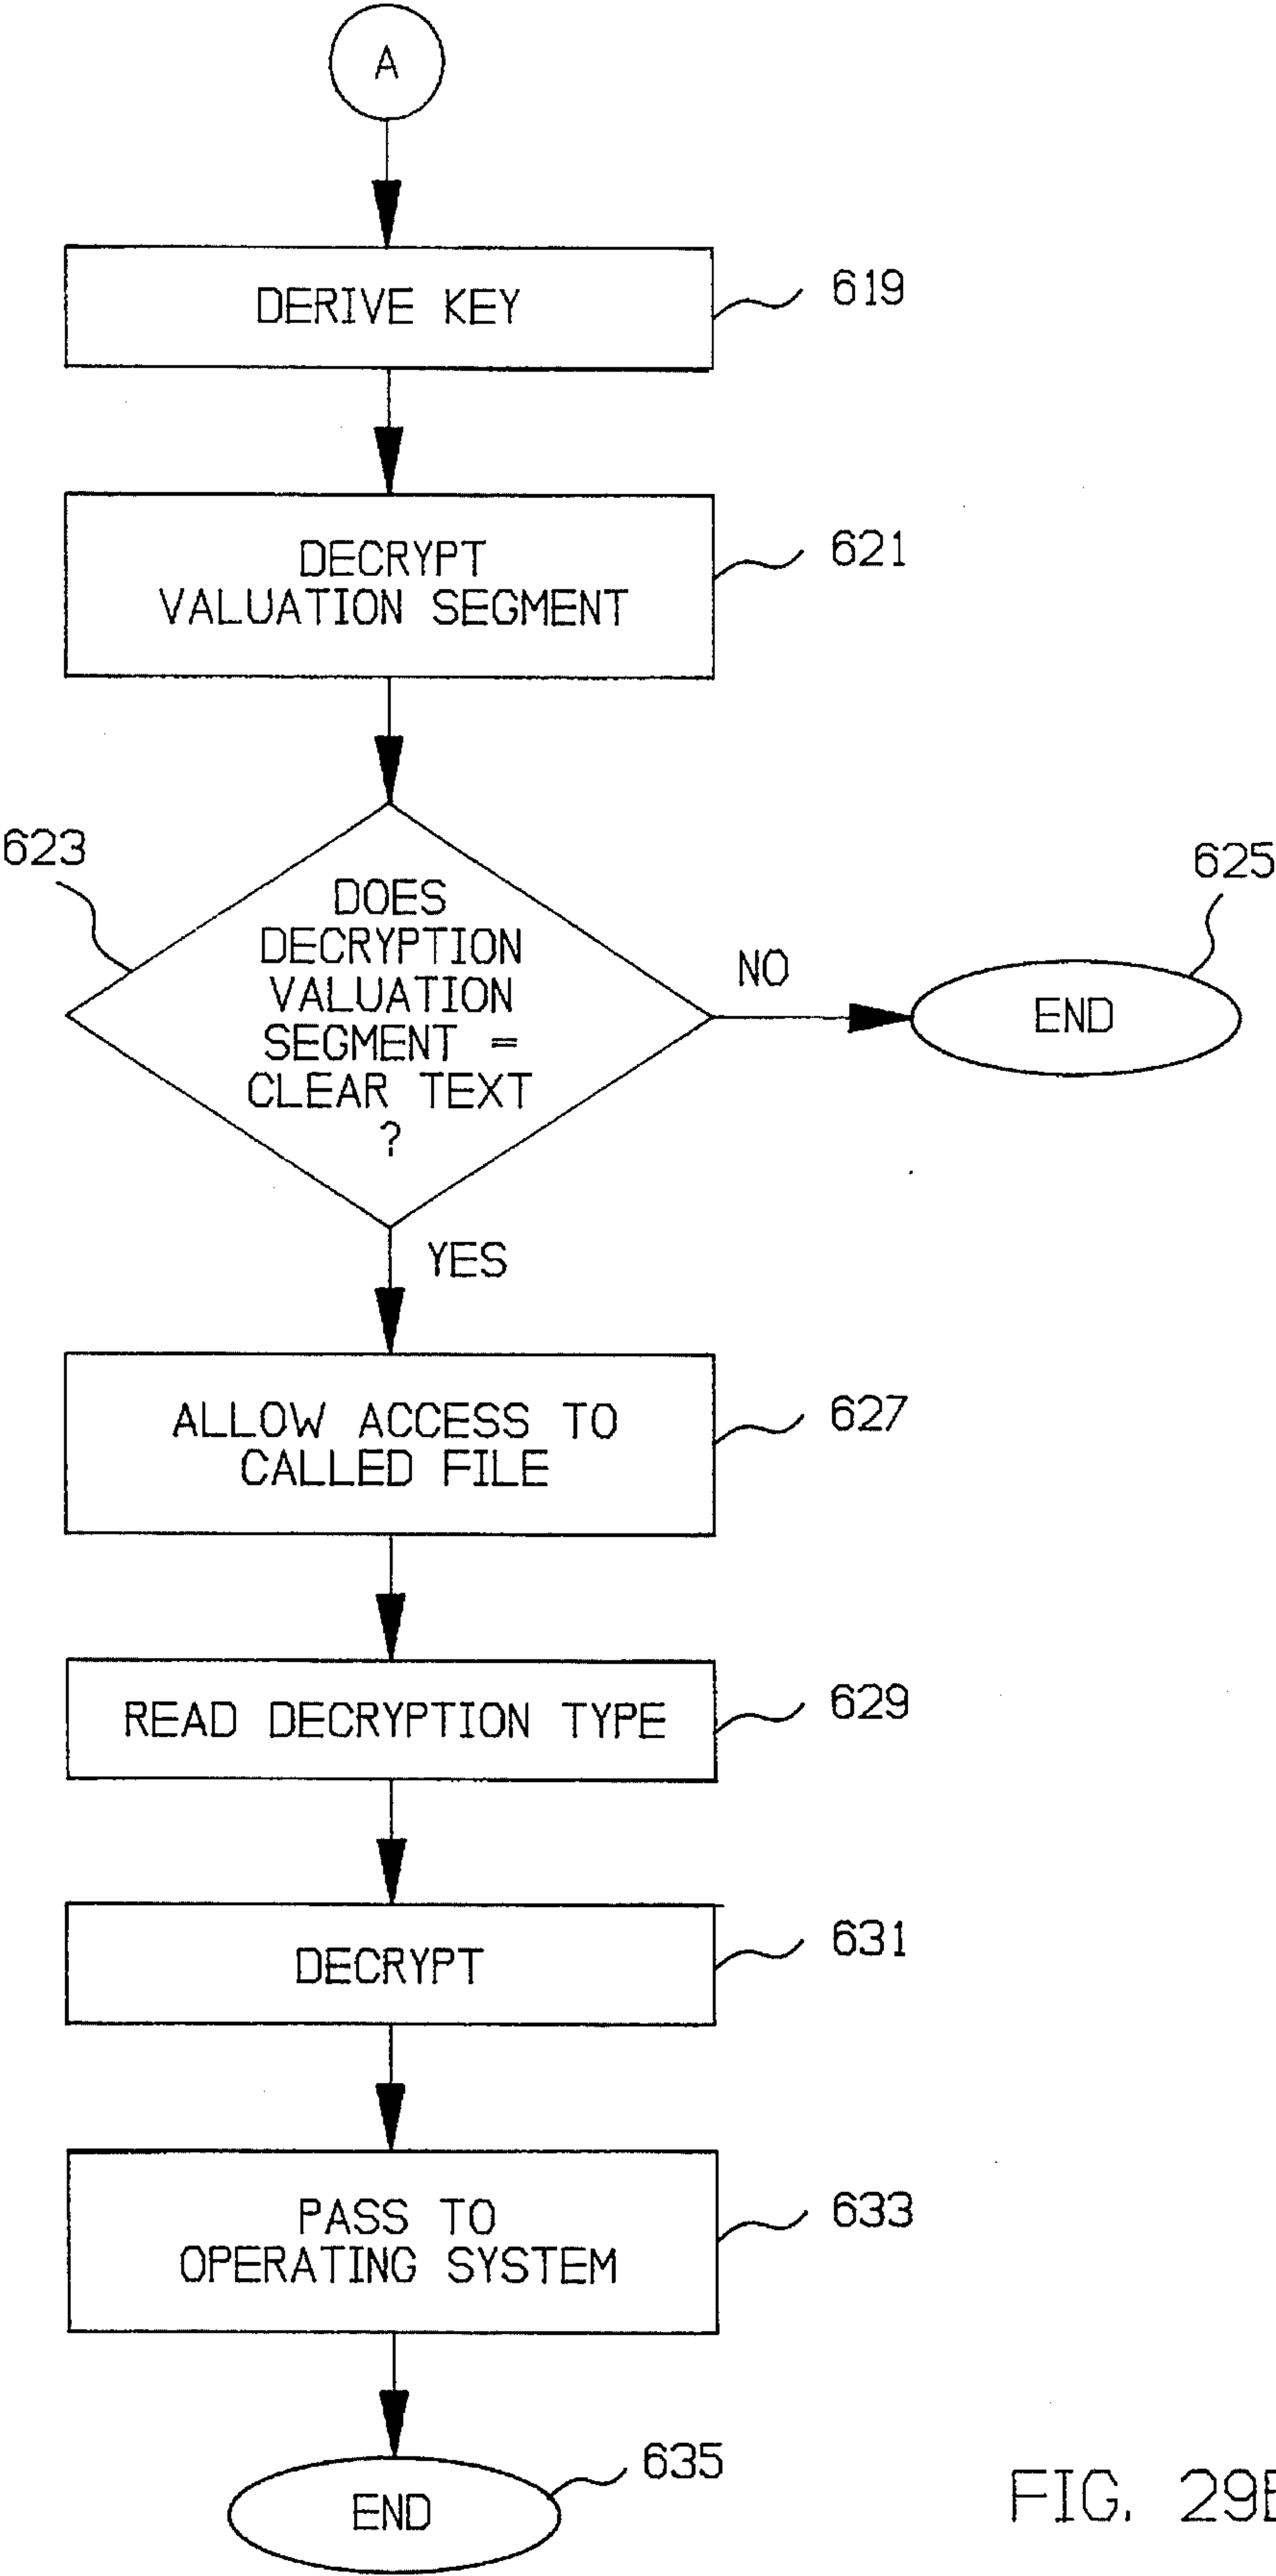 A
DERIVE KEY
619
DECRYPT
VALUATION SEGMENT
621
623
DOES
DECRYPTION
VALUATION
SEGMENT =
CLEAR TEXT
?
NO
625
END
YES
ALLOW ACCESS TO
CALLED FILE
627
READ DECRYPTION TYPE
629
DECRYPT
631
PASS TO
OPERATING SYSTEM
633
END
635
FIG. 29B